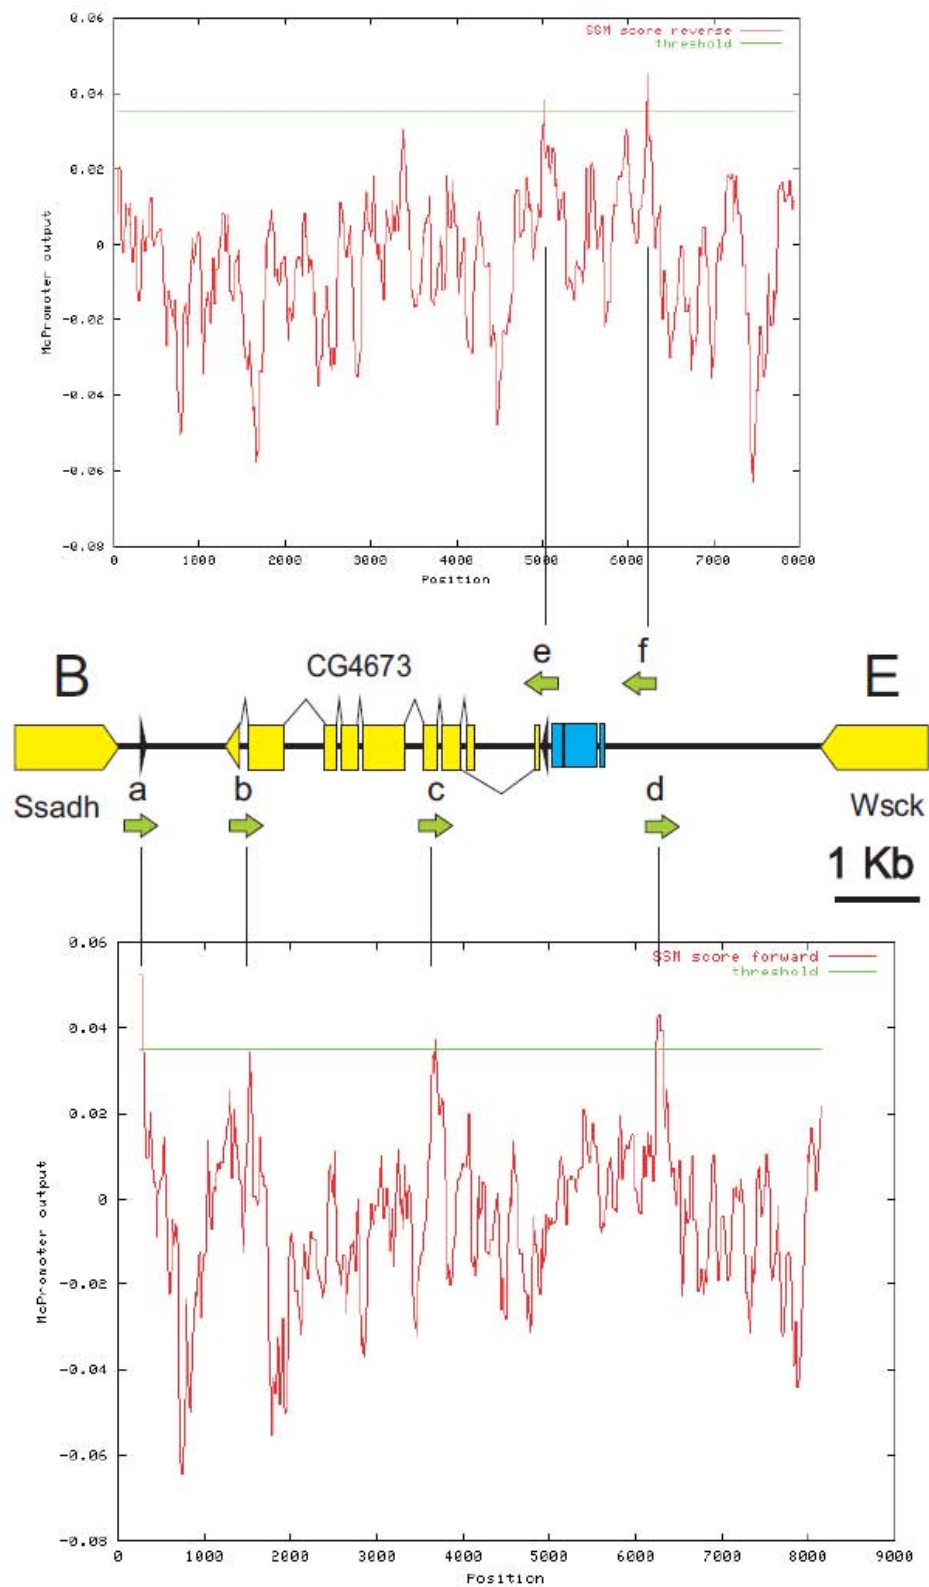 0.06
SSM score reverse
threshold
0.04
0.02
0
McPromoter output
-0.02
-0.04
-0.06
-0.08
0 1000 2000 3000 4000 5000 6000 7000 8000
Position
B CG4673 e f E
Ssadh a b c d Wsck
1 Kb
0.06
SSM score forward
threshold
0.04
0.02
0
McPromoter output
-0.02
-0.04
-0.06
-0.08
0 1000 2000 3000 4000 5000 6000 7000 8000 9000
Position